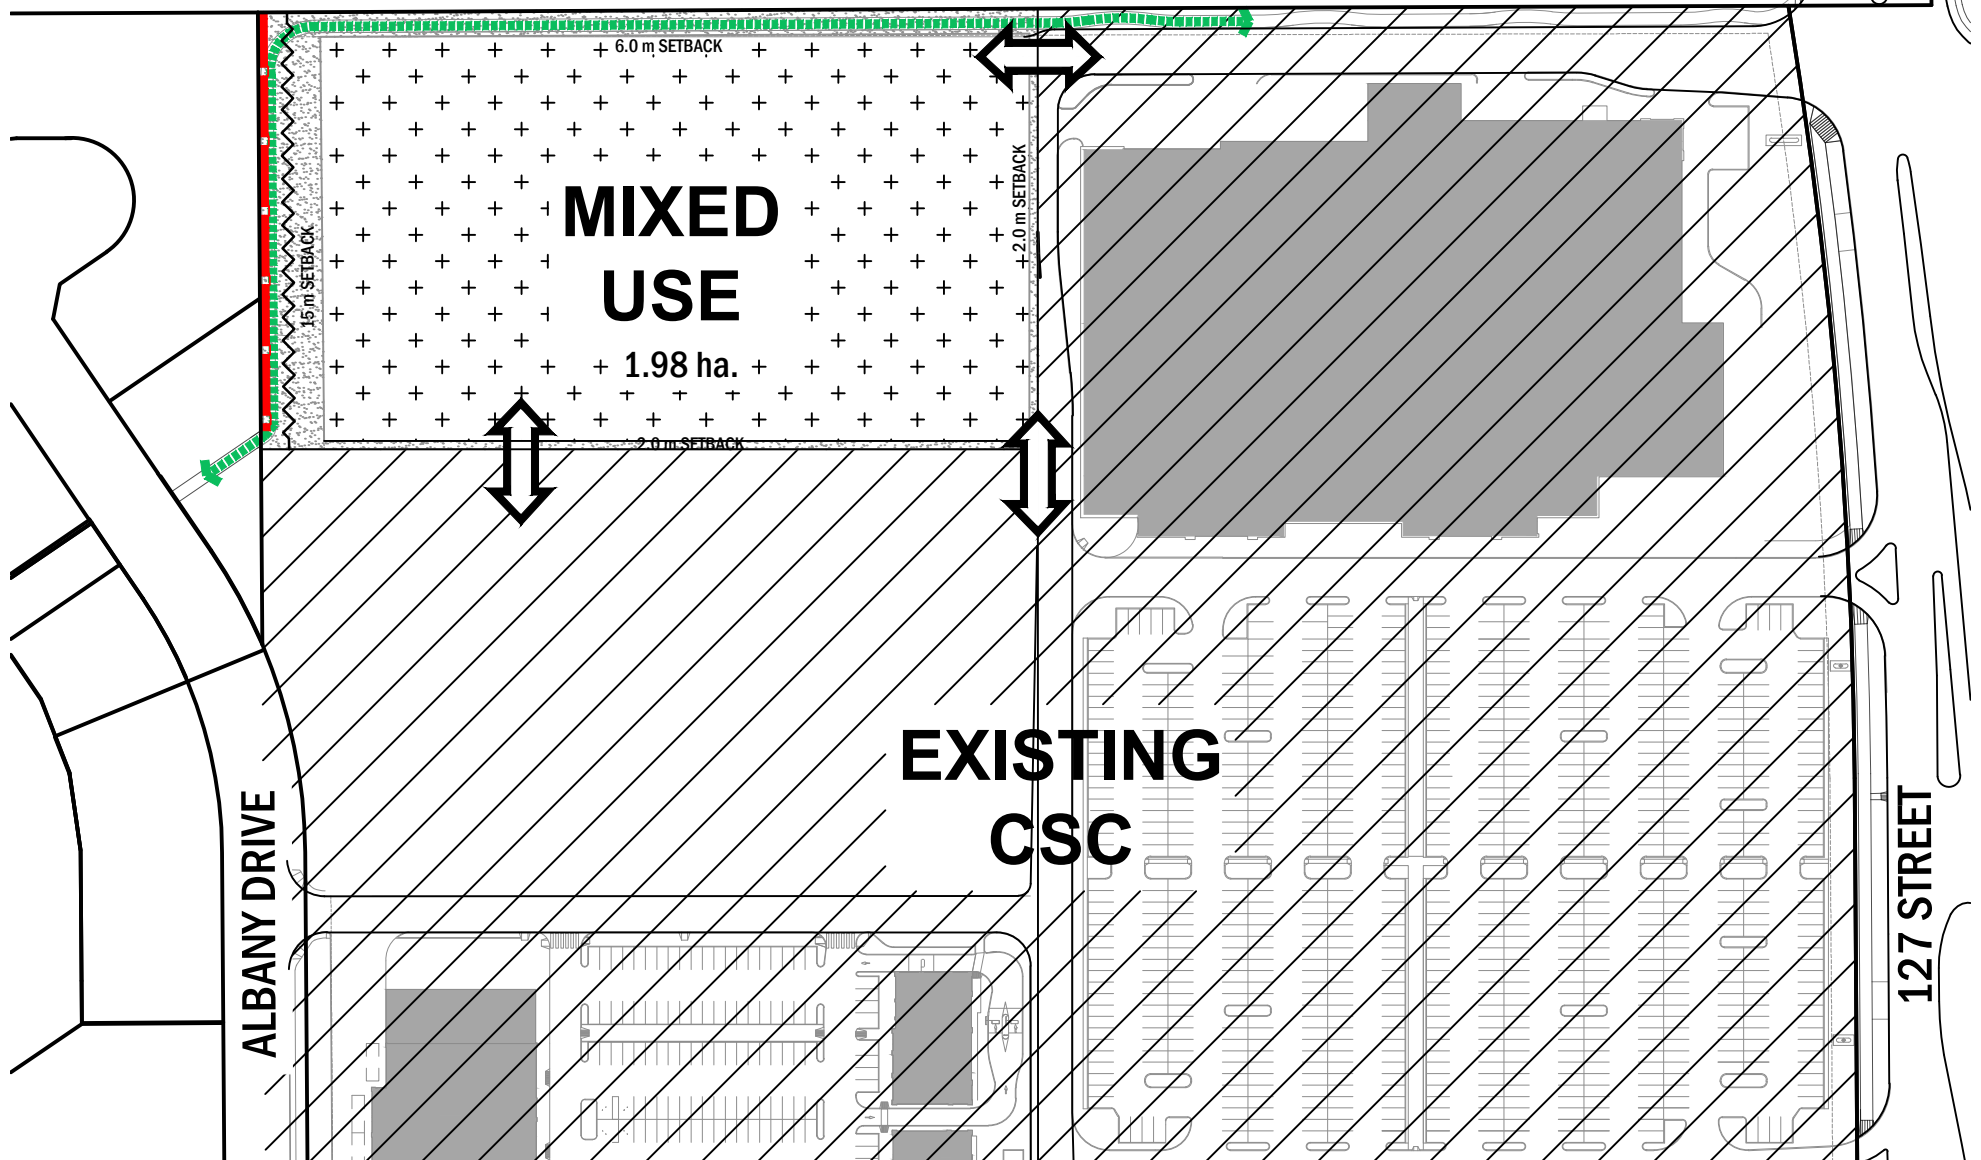 6.0 m SETBACK
2.0 m SETBACK
15 m SETBACK
MIXED
USE
1.98 ha.
2.0 m SETBACK
EXISTING
CSC
ALBANY DRIVE
127 STREET